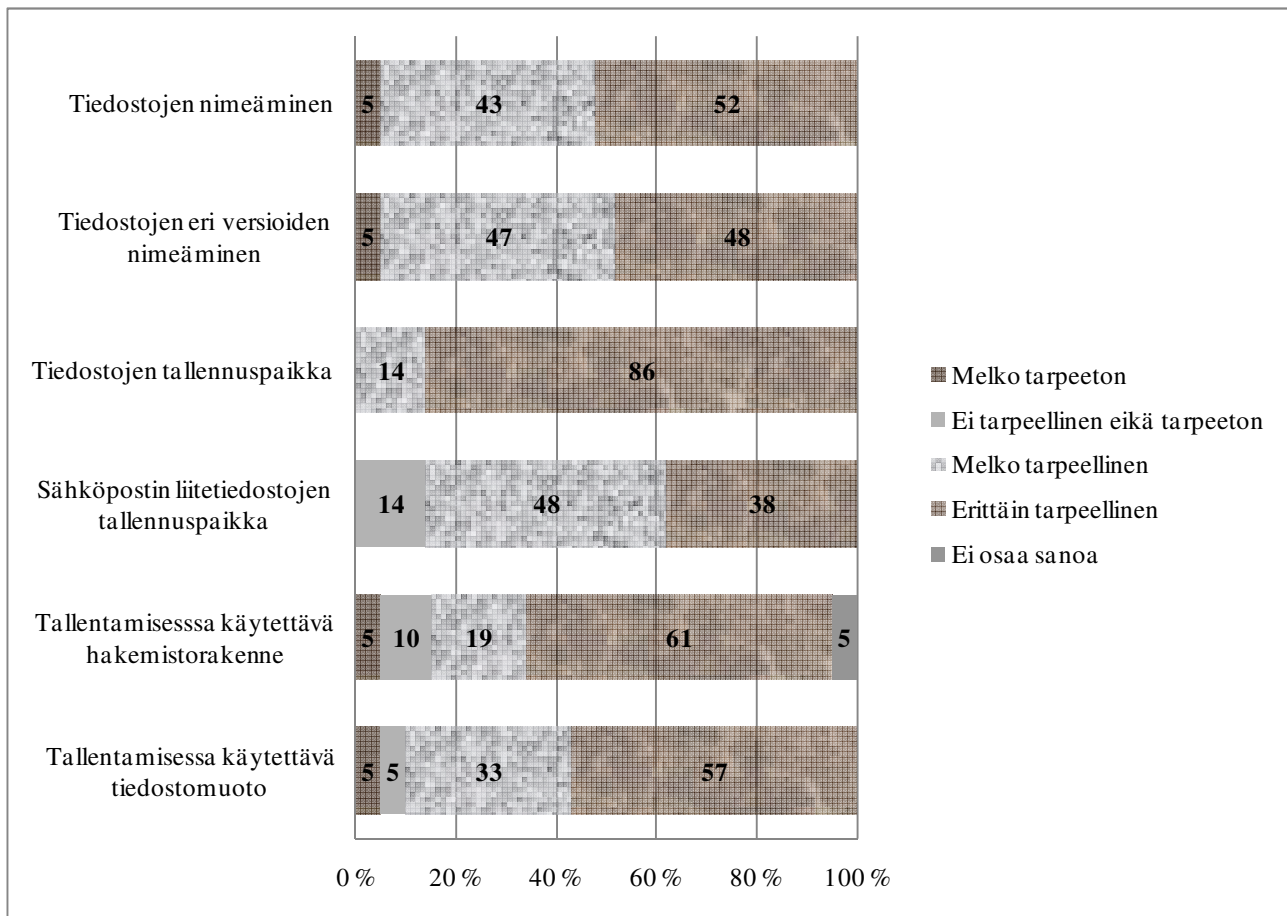 Tiedostojen nimeäminen
5 43 52
Tiedostojen eri versioiden
nimeäminen
5 47 48
Tiedostojen tallennuspaikka
14 86
Sähköpostin liitetiedostojen
tallennuspaikka
14 48 38
Tallentamisesssa käytettävä
hakemistorakenne
5 10 19 61 5
Tallentamisessa käytettävä
tiedostomuoto
5 5 33 57
0 % 20 % 40 % 60 % 80 % 100 %
Melko tarpeeton
Ei tarpeellinen eikä tarpeeton
Melko tarpeellinen
Erittäin tarpeellinen
Ei osaa sanoa